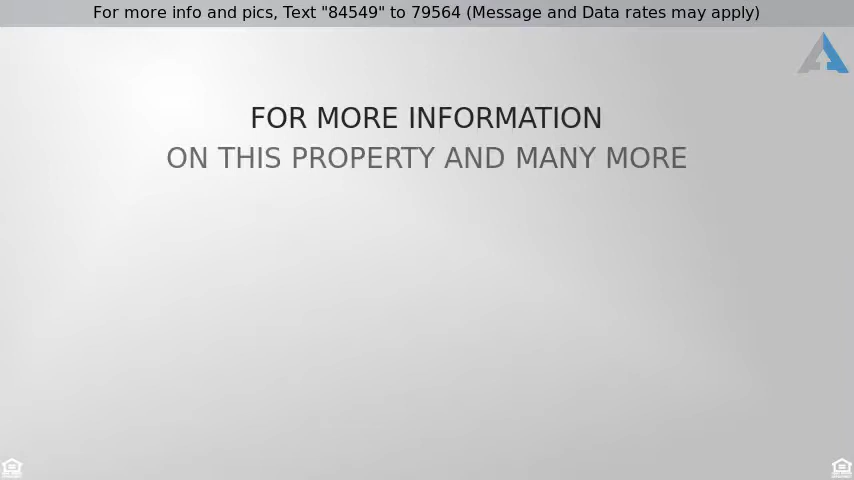 For more info and pics, Text "84549" to 79564 (Message and Data rates may apply)
FOR MORE INFORMATION
ON THIS PROPERTY AND MANY MORE